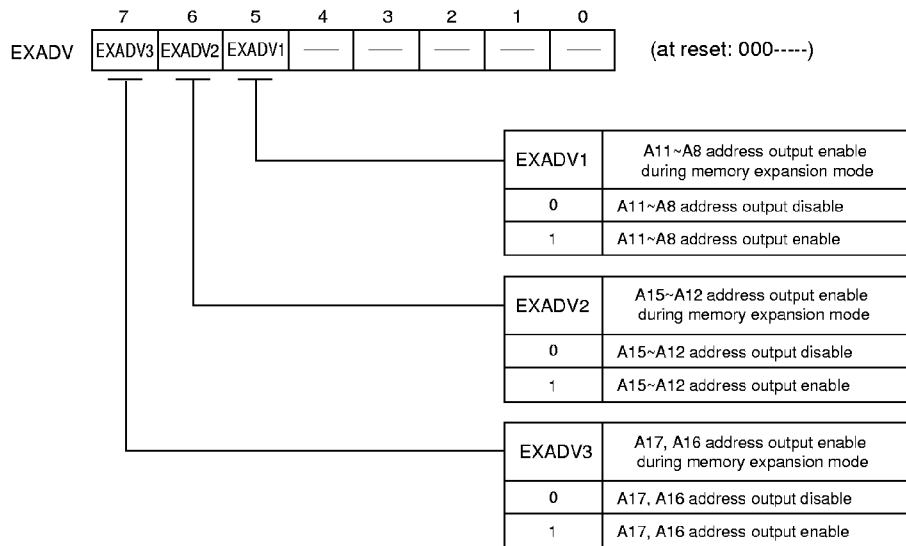 7 6 5 4 3 2 1 0
EXADV EXADV3 EXADV2 EXADV1 — — — — — (at reset: 000-----)
EXADV1 A11~A8 address output enable
during memory expansion mode
0 A11~A8 address output disable
1 A11~A8 address output enable
EXADV2 A15~A12 address output enable
during memory expansion mode
0 A15~A12 address output disable
1 A15~A12 address output enable
EXADV3 A17, A16 address output enable
during memory expansion mode
0 A17, A16 address output disable
1 A17, A16 address output enable